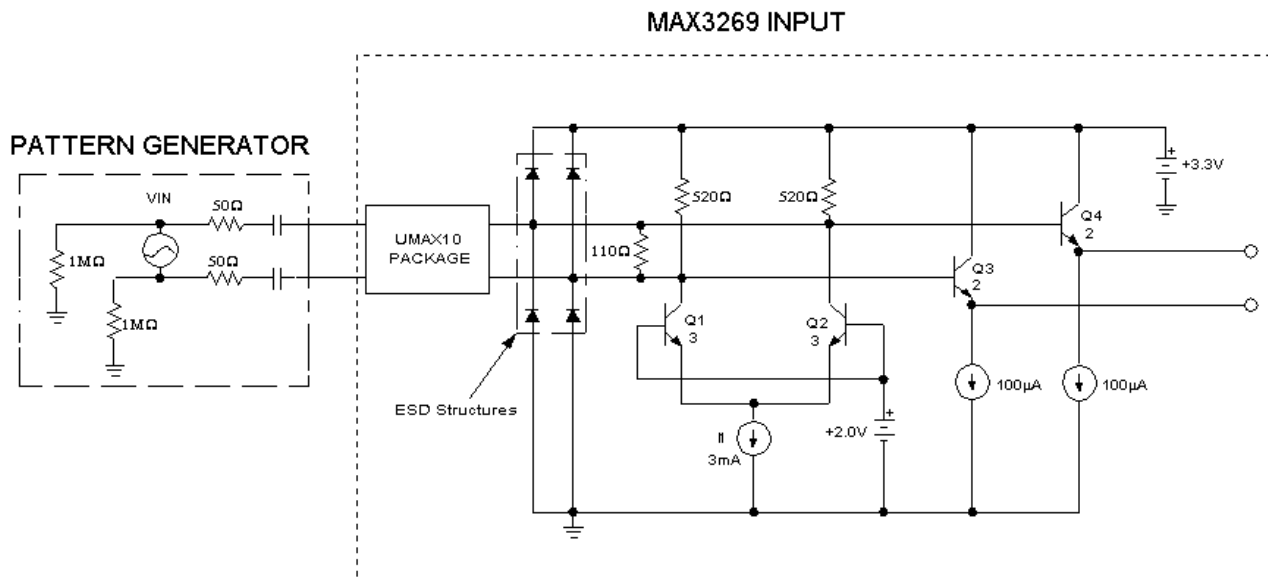 MAX3269 INPUT
PATTERN GENERATOR
VIN
50Ω
50Ω
1MΩ
1MΩ
UMAX10
PACKAGE
ESD Structures
110Ω
520Ω
520Ω
Q1
3
Q2
3
I1
3mA
+
+2.0V
Q3
2
Q4
2
100µA
100µA
+
+3.3V